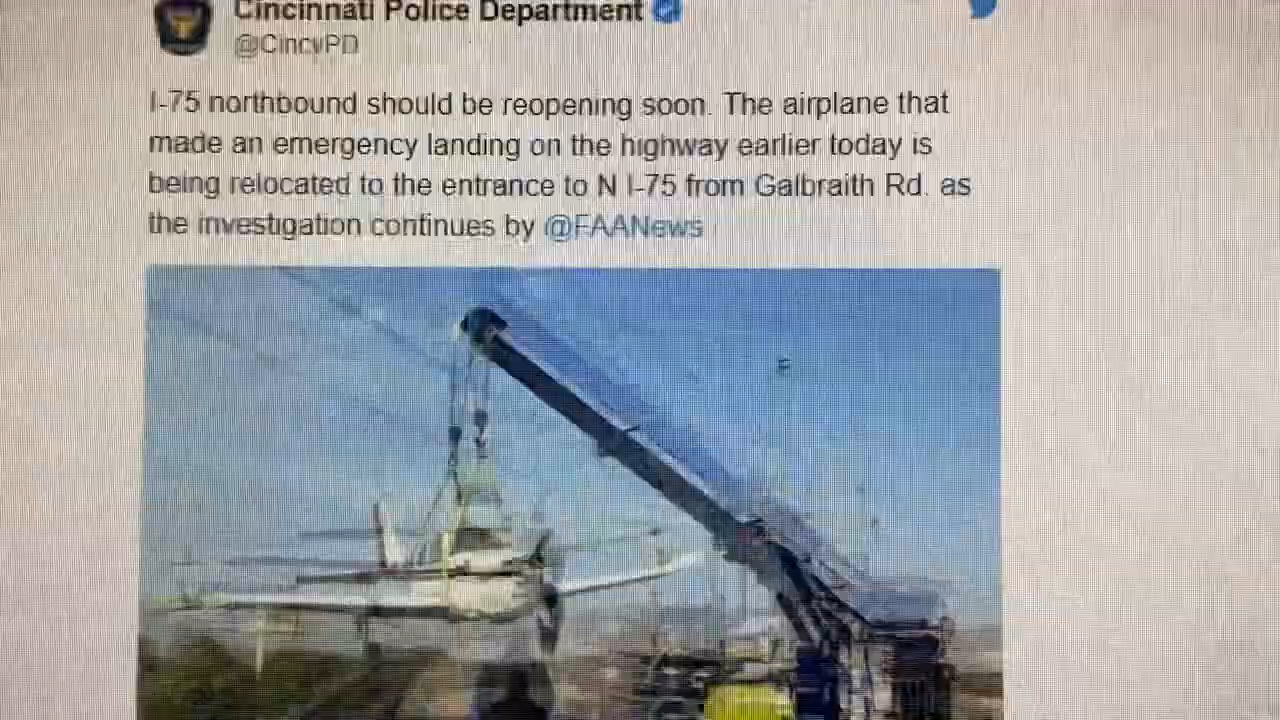 Cincinnati Police Department
@CincyPD
I-75 northbound should be reopening soon. The airplane that
made an emergency landing on the highway earlier today is
being relocated to the entrance to N I-75 from Galbraith Rd. as
the investigation continues by @FAANews